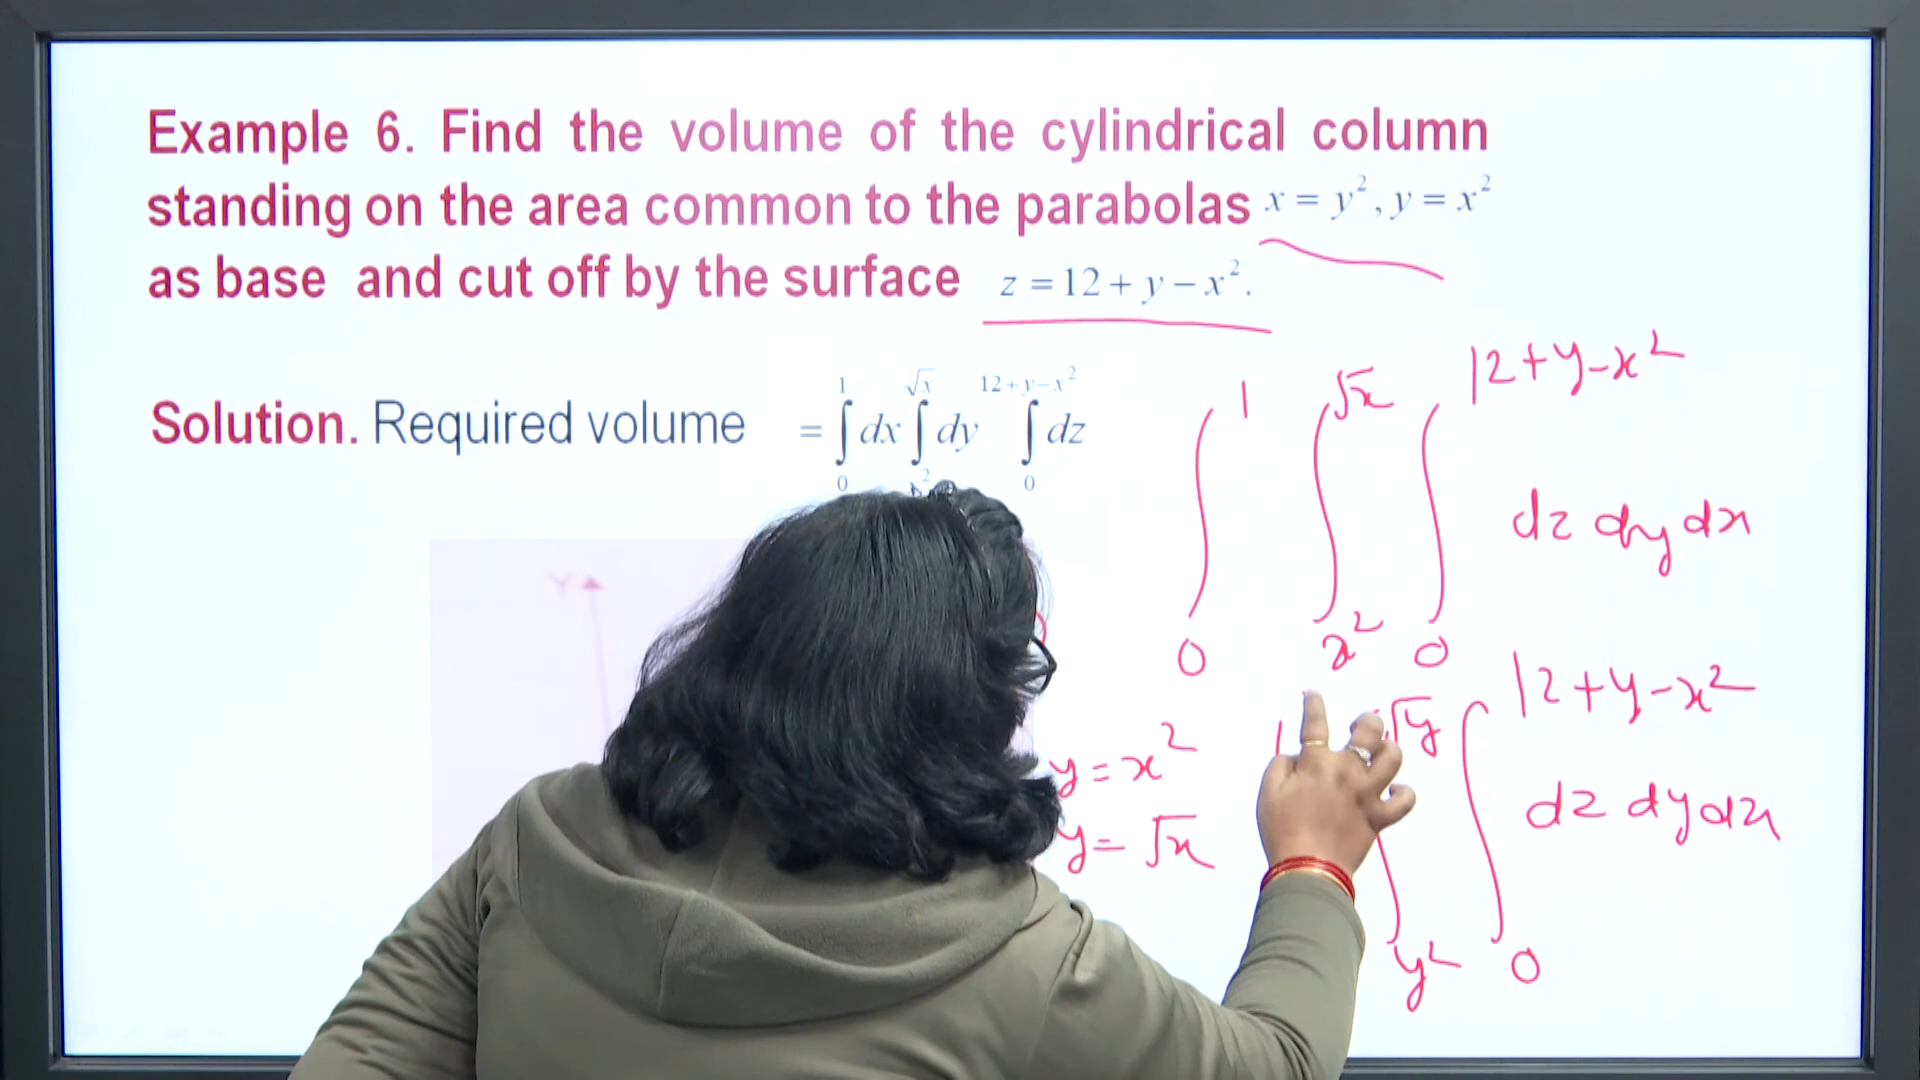 Example 6. Find the volume of the cylindrical column
standing on the area common to the parabolas x = y², y = x²
as base and cut off by the surface z = 12 + y − x².
Solution. Required volume = ∫₀¹ dx ∫^√x dy ∫₀^(12+y−x²) dz
∫₀¹ ∫_(x²)^(√x) ∫₀^(12+y−x²) dz dy dx
Y
y = x²
y = √x
1 ∫_(y²)^(√y) ∫₀^(12+y−x²) dz dy dx